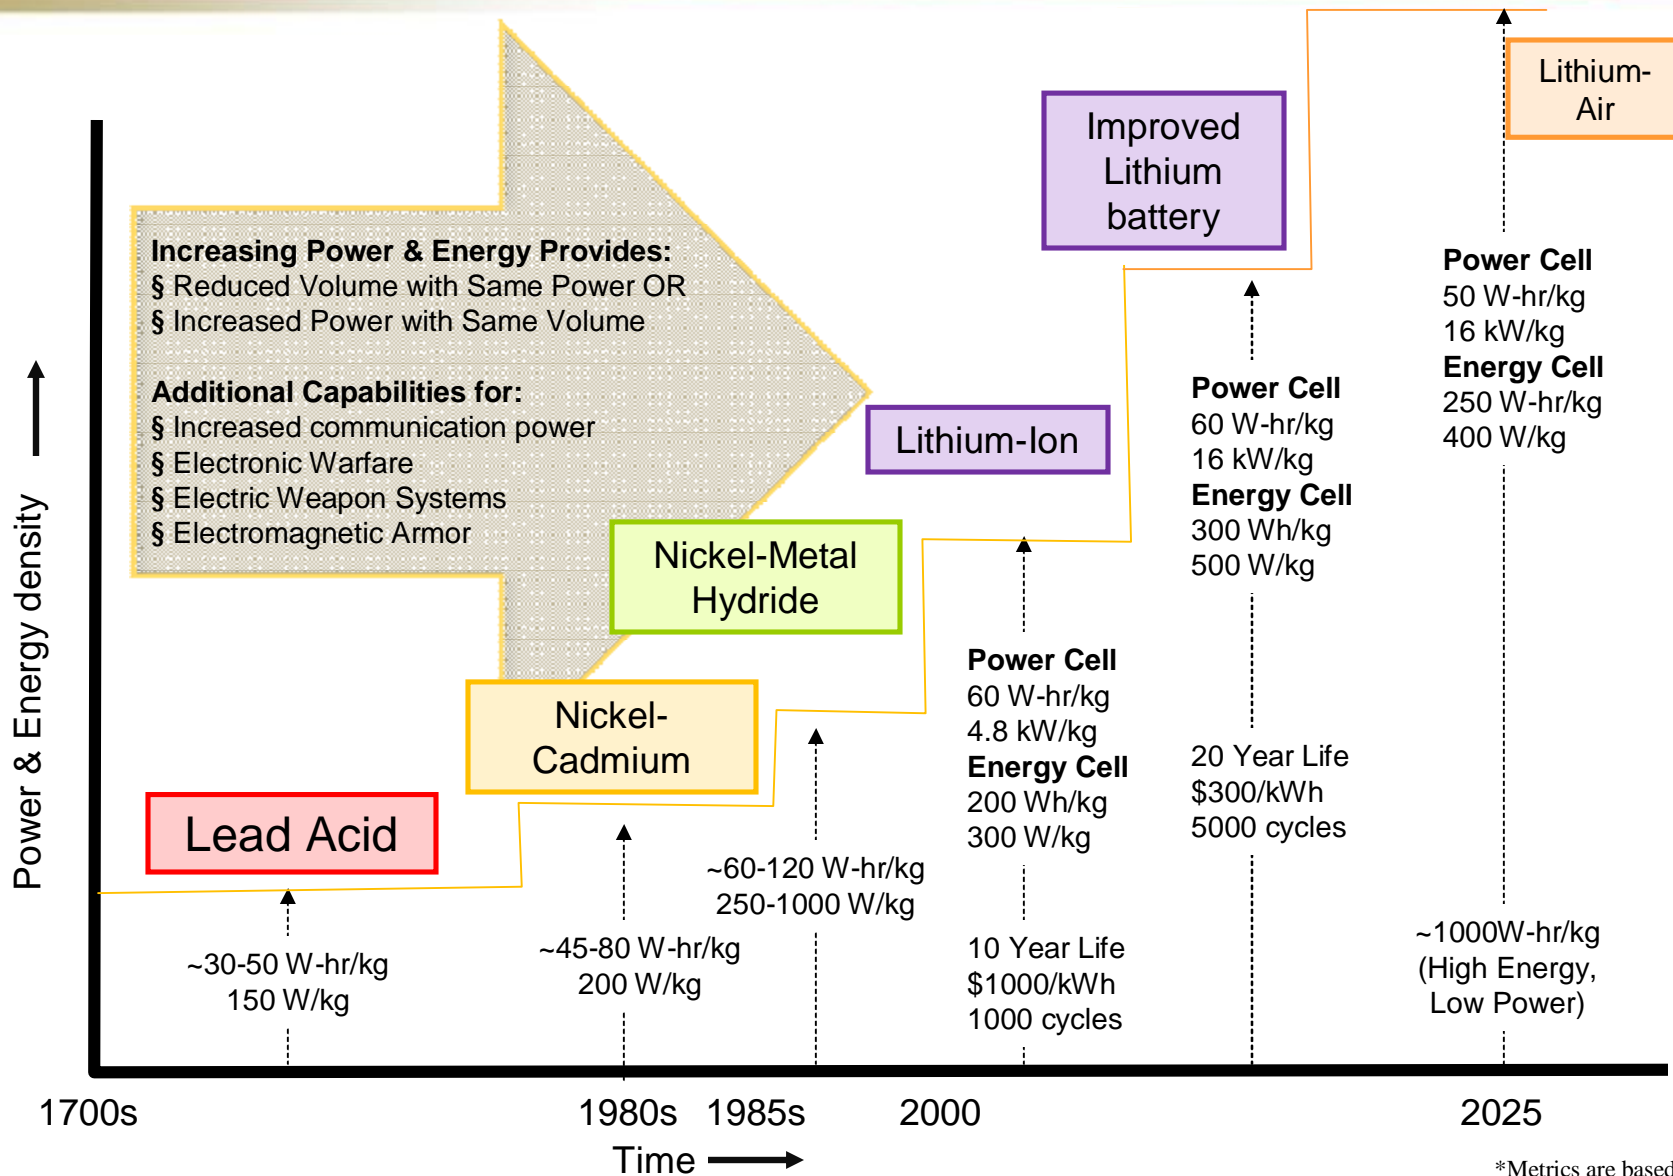 Lithium-
Air
Improved
Lithium
battery
Increasing Power & Energy Provides:
§ Reduced Volume with Same Power OR
§ Increased Power with Same Volume
Additional Capabilities for:
§ Increased communication power
§ Electronic Warfare
§ Electric Weapon Systems
§ Electromagnetic Armor
Power Cell
50 W-hr/kg
16 kW/kg
Energy Cell
250 W-hr/kg
400 W/kg
Power Cell
60 W-hr/kg
16 kW/kg
Energy Cell
300 Wh/kg
500 W/kg
Lithium-Ion
Nickel-Metal
Hydride
Power & Energy density
Power Cell
60 W-hr/kg
4.8 kW/kg
Energy Cell
200 Wh/kg
300 W/kg
Nickel-
Cadmium
20 Year Life
$300/kWh
5000 cycles
Lead Acid
~60-120 W-hr/kg
250-1000 W/kg
~30-50 W-hr/kg
150 W/kg
~45-80 W-hr/kg
200 W/kg
10 Year Life
$1000/kWh
1000 cycles
~1000W-hr/kg
(High Energy,
Low Power)
1700s
1980s
1985s
2000
2025
Time
*Metrics are based